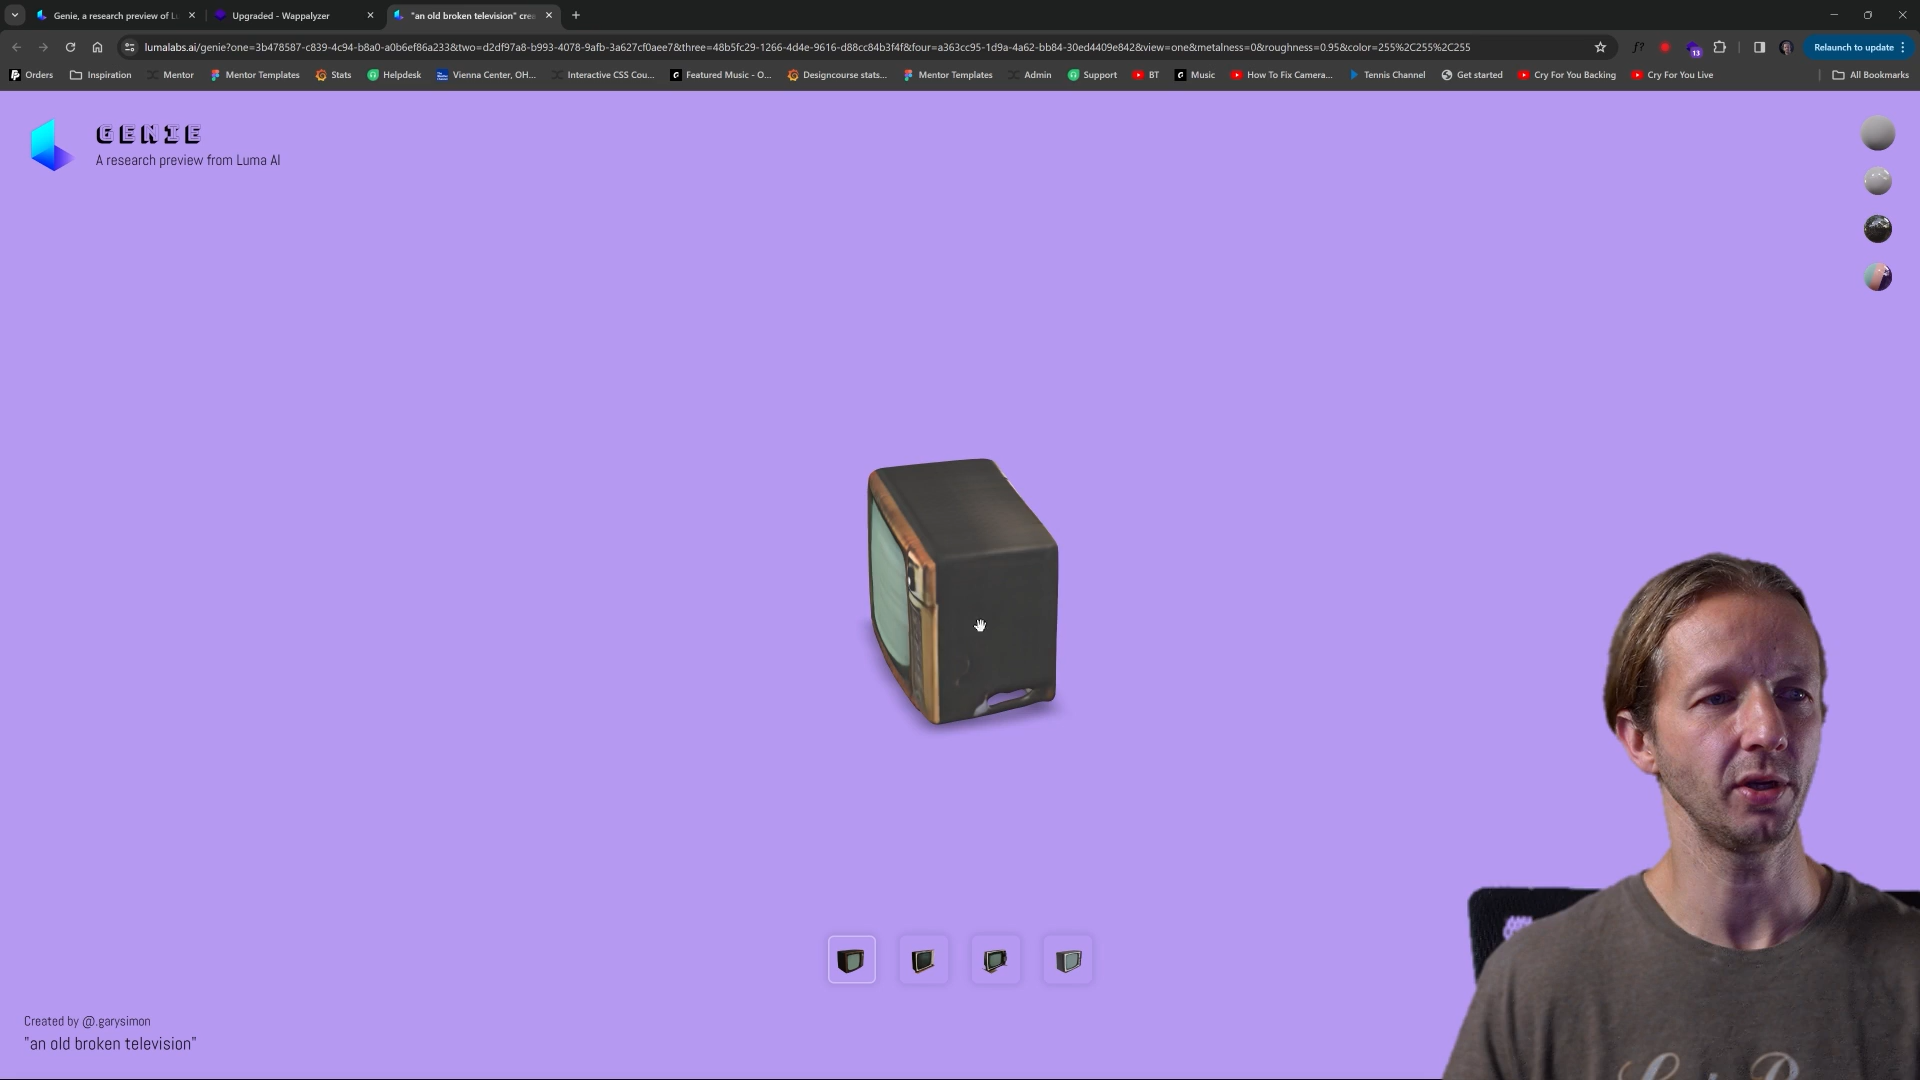 Genie, a research preview of L
Upgraded - Wappalyzer
"an old broken television" cre
lumalabs.ai/genie?one=3b478587-c839-4c94-b8a0-a0b6ef86a233&two=d2df97a8-b993-4078-9afb-3a627cf0aee7&three=48b5fc29-1266-4d4e-9616-d88cc84b3f4f&four=a363cc95-1d9a-4a62-bb84-30ed4409e842&view=one&metalness=0&roughness=0.95&color=255%2C255%2C255
f?
13
Relaunch to update
Orders
Inspiration
Mentor
Mentor Templates
Stats
Helpdesk
Vienna Center, OH...
Interactive CSS Cou...
Featured Music - O...
Designcourse stats...
Mentor Templates
Admin
Support
BT
Music
How To Fix Camera...
Tennis Channel
Get started
Cry For You Backing
Cry For You Live
All Bookmarks
GENIE
A research preview from Luma AI
Created by @.garysimon
"an old broken television"